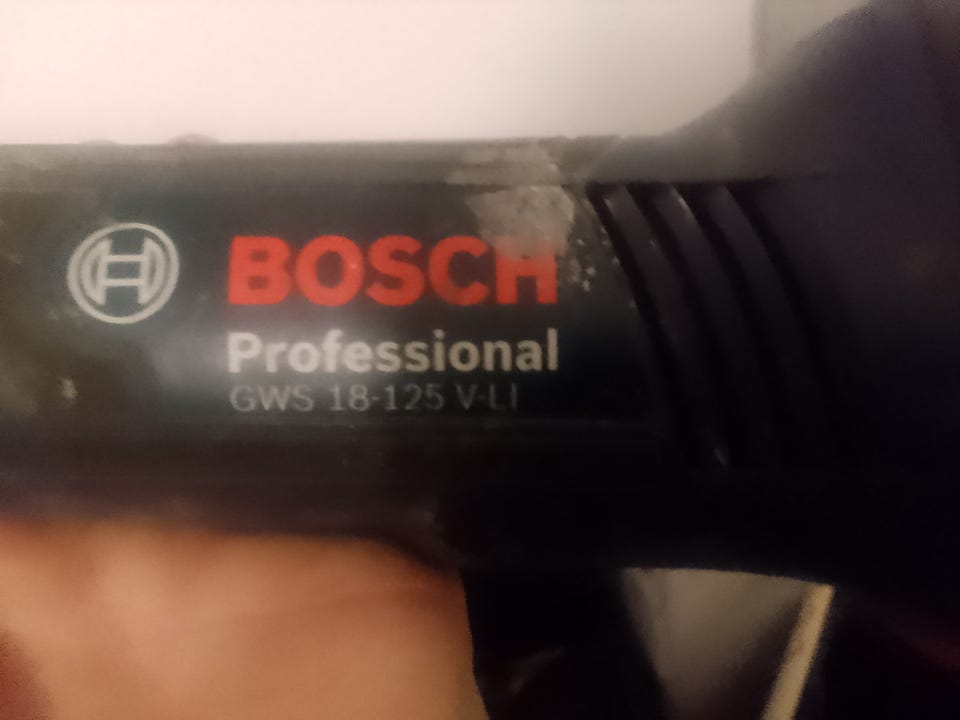 BOSCH
Professional
GWS 18-125 V-LI